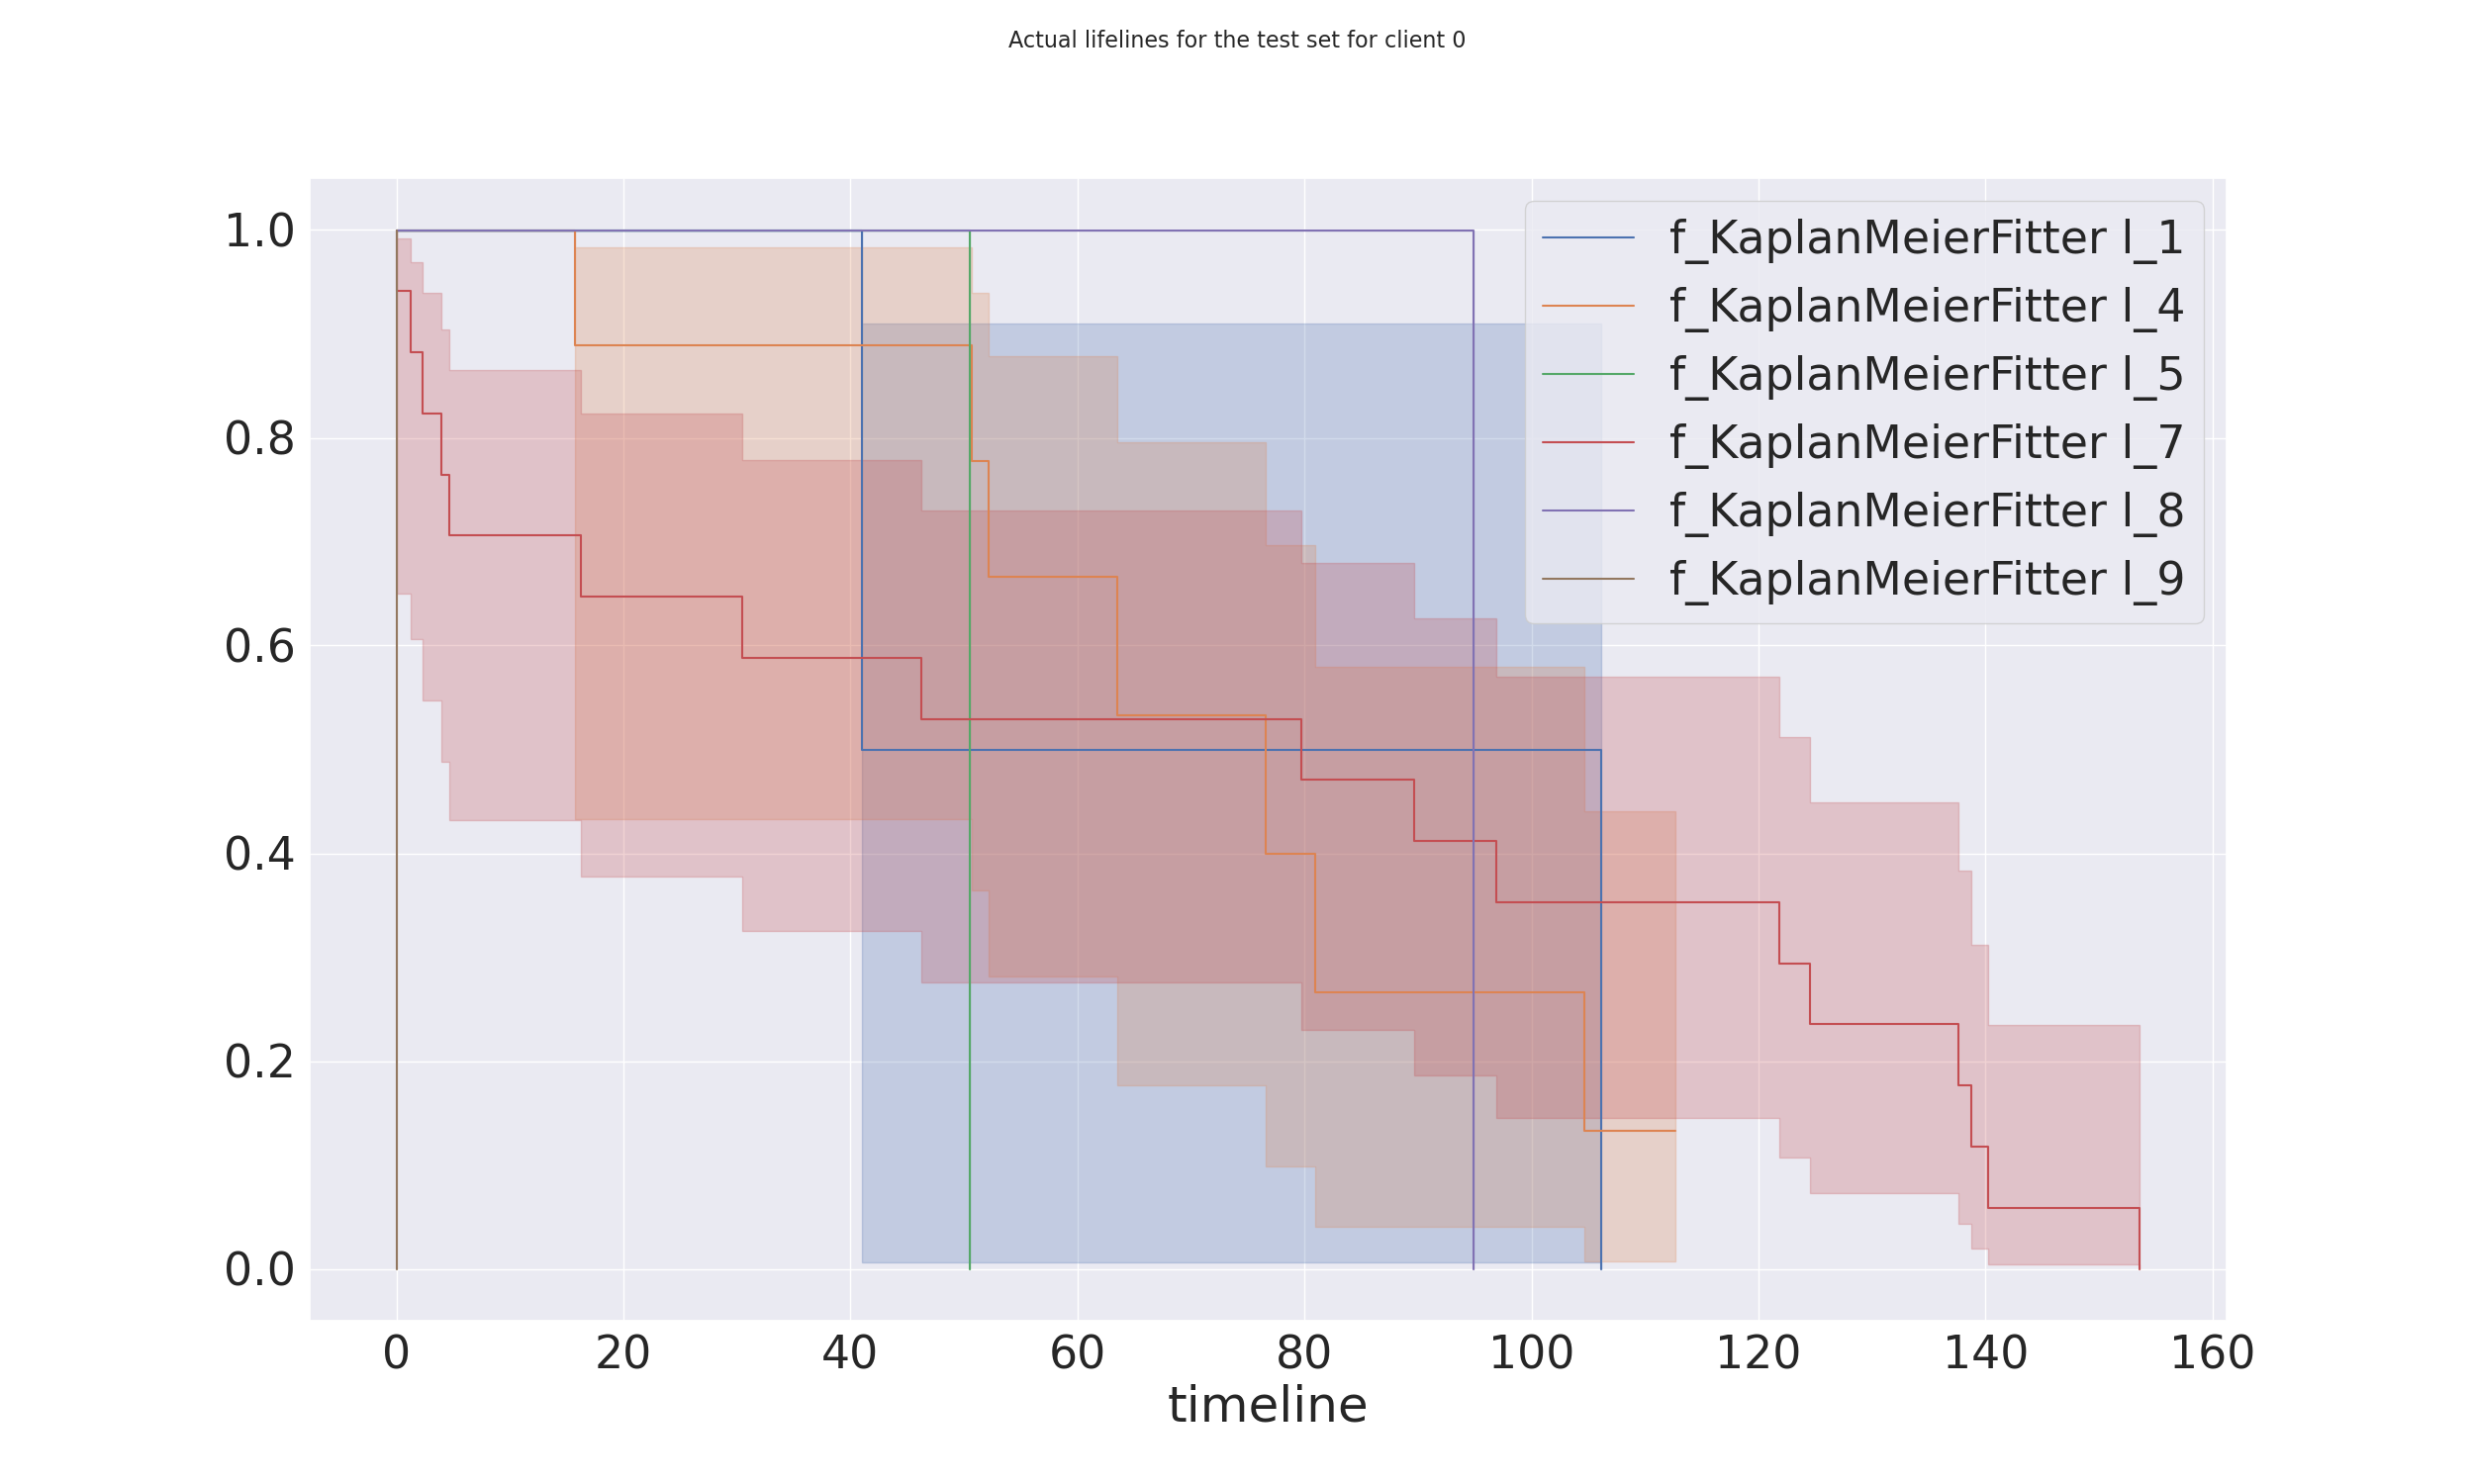 Actual lifelines for the test set for client 0
1.0
0.8
0.6
0.4
0.2
0.0
f_KaplanMeierFitter l_1
f_KaplanMeierFitter l_4
f_KaplanMeierFitter l_5
f_KaplanMeierFitter l_7
f_KaplanMeierFitter l_8
f_KaplanMeierFitter l_9
0 20 40 60 80 100 120 140 160
timeline